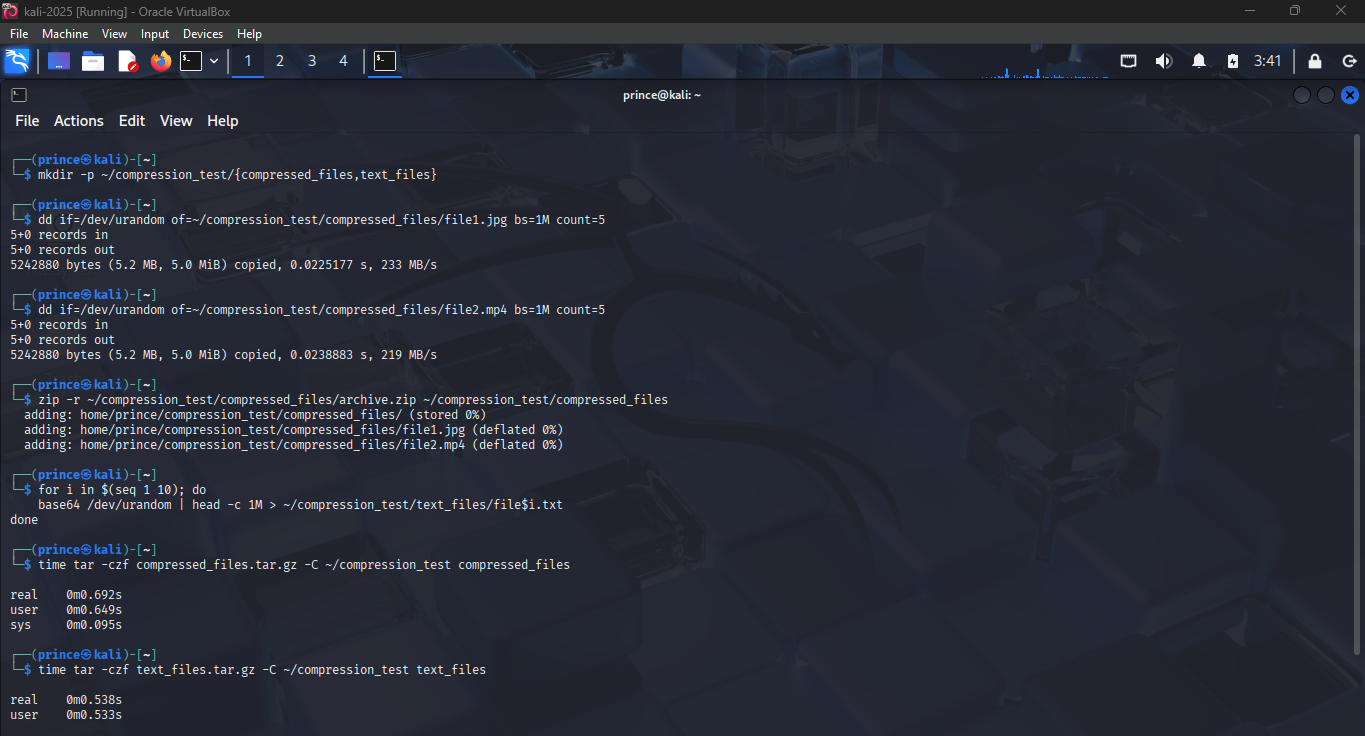 kali-2025 [Running] - Oracle VirtualBox
File Machine View Input Devices Help
1 2 3 4 3:41
prince@kali: ~
File Actions Edit View Help
┌──(prince㉿kali)-[~]
└─$ mkdir -p ~/compression_test/{compressed_files,text_files}
┌──(prince㉿kali)-[~]
└─$ dd if=/dev/urandom of=~/compression_test/compressed_files/file1.jpg bs=1M count=5
5+0 records in
5+0 records out
5242880 bytes (5.2 MB, 5.0 MiB) copied, 0.0225177 s, 233 MB/s
┌──(prince㉿kali)-[~]
└─$ dd if=/dev/urandom of=~/compression_test/compressed_files/file2.mp4 bs=1M count=5
5+0 records in
5+0 records out
5242880 bytes (5.2 MB, 5.0 MiB) copied, 0.0238883 s, 219 MB/s
┌──(prince㉿kali)-[~]
└─$ zip -r ~/compression_test/compressed_files/archive.zip ~/compression_test/compressed_files
  adding: home/prince/compression_test/compressed_files/ (stored 0%)
  adding: home/prince/compression_test/compressed_files/file1.jpg (deflated 0%)
  adding: home/prince/compression_test/compressed_files/file2.mp4 (deflated 0%)
┌──(prince㉿kali)-[~]
└─$ for i in $(seq 1 10); do
    base64 /dev/urandom | head -c 1M > ~/compression_test/text_files/file$i.txt
done
┌──(prince㉿kali)-[~]
└─$ time tar -czf compressed_files.tar.gz -C ~/compression_test compressed_files
real 0m0.692s
user 0m0.649s
sys 0m0.095s
┌──(prince㉿kali)-[~]
└─$ time tar -czf text_files.tar.gz -C ~/compression_test text_files
real 0m0.538s
user 0m0.533s